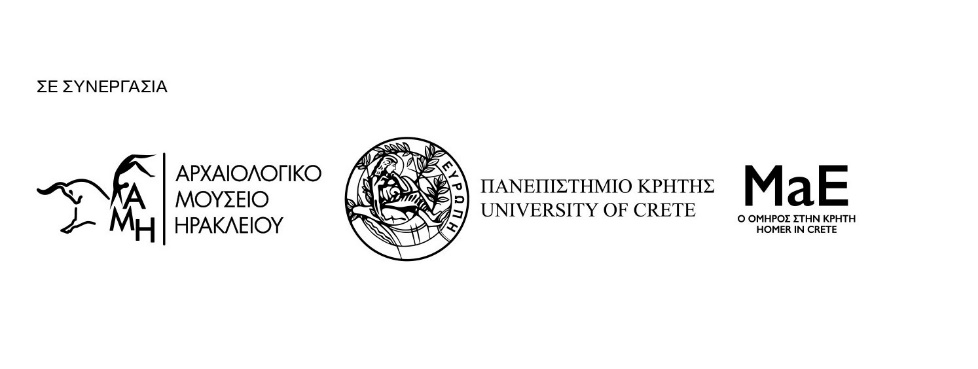 ΣΕ ΣΥΝΕΡΓΑΣΙΑ
ΑΜΗ
ΑΡΧΑΙΟΛΟΓΙΚΟ
ΜΟΥΣΕΙΟ
ΗΡΑΚΛΕΙΟΥ
ΕΥΡΩΠΗ
ΠΑΝΕΠΙΣΤΗΜΙΟ ΚΡΗΤΗΣ
UNIVERSITY OF CRETE
MaE
Ο ΟΜΗΡΟΣ ΣΤΗΝ ΚΡΗΤΗ
HOMER IN CRETE